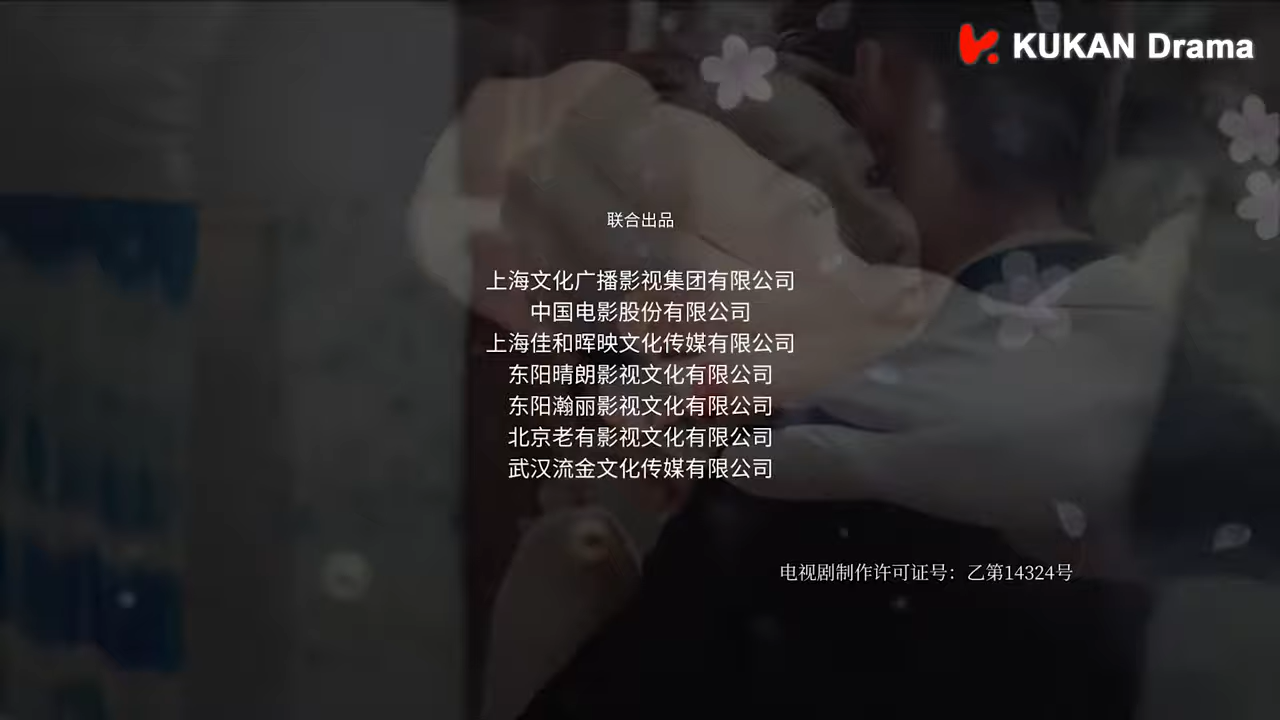 KUKAN Drama
联合出品
上海文化广播影视集团有限公司
中国电影股份有限公司
上海佳和晖映文化传媒有限公司
东阳晴朗影视文化有限公司
东阳瀚丽影视文化有限公司
北京老有影视文化有限公司
武汉流金文化传媒有限公司
电视剧制作许可证号：乙第14324号